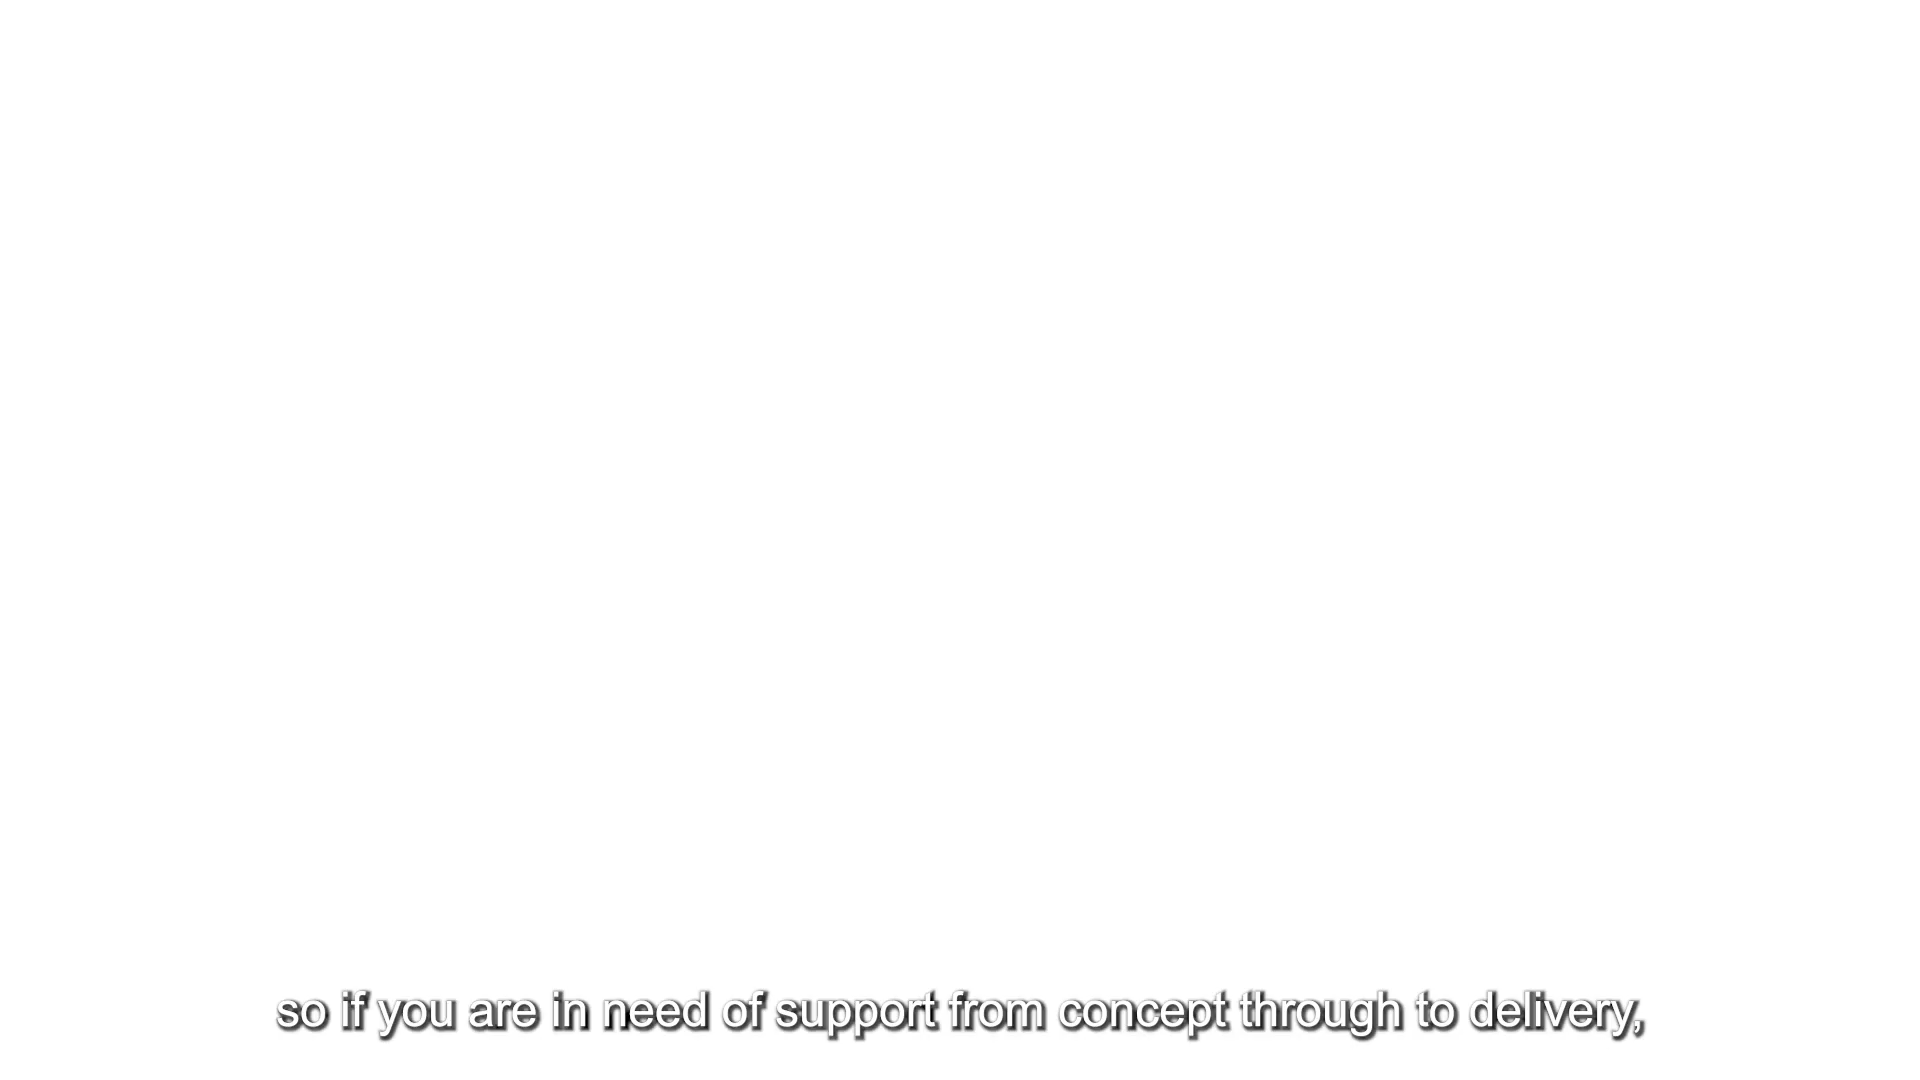 so if you are in need of support from concept through to delivery,